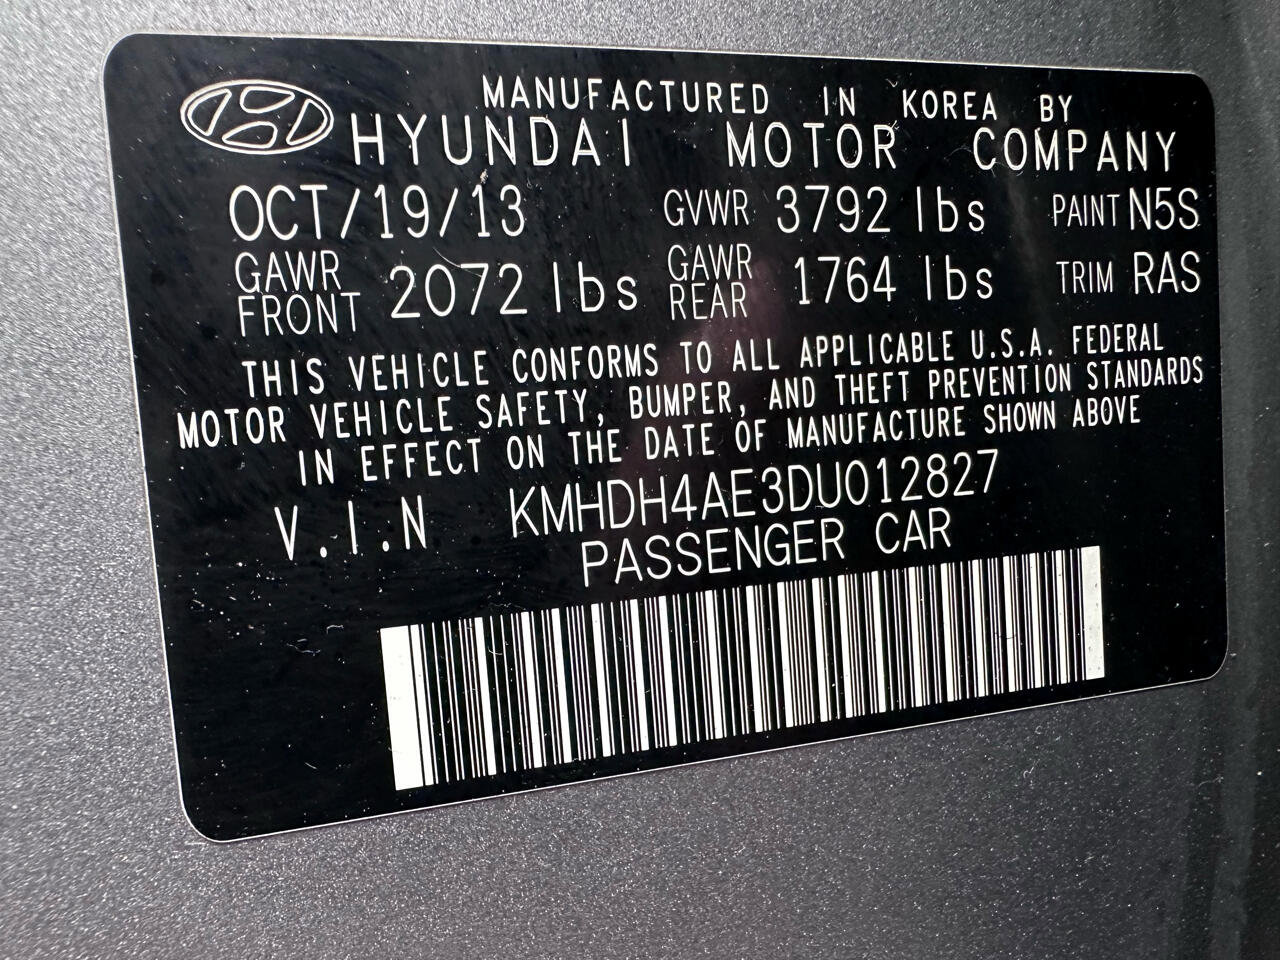 MANUFACTURED IN KOREA BY
HYUNDAI MOTOR COMPANY
OCT/19/13 GVWR 3792 lbs PAINT N5S
GAWR FRONT 2072 lbs GAWR REAR 1764 lbs TRIM RAS
THIS VEHICLE CONFORMS TO ALL APPLICABLE U.S.A. FEDERAL
MOTOR VEHICLE SAFETY, BUMPER, AND THEFT PREVENTION STANDARDS
IN EFFECT ON THE DATE OF MANUFACTURE SHOWN ABOVE
V.I.N KMHDH4AE3DU012827
PASSENGER CAR